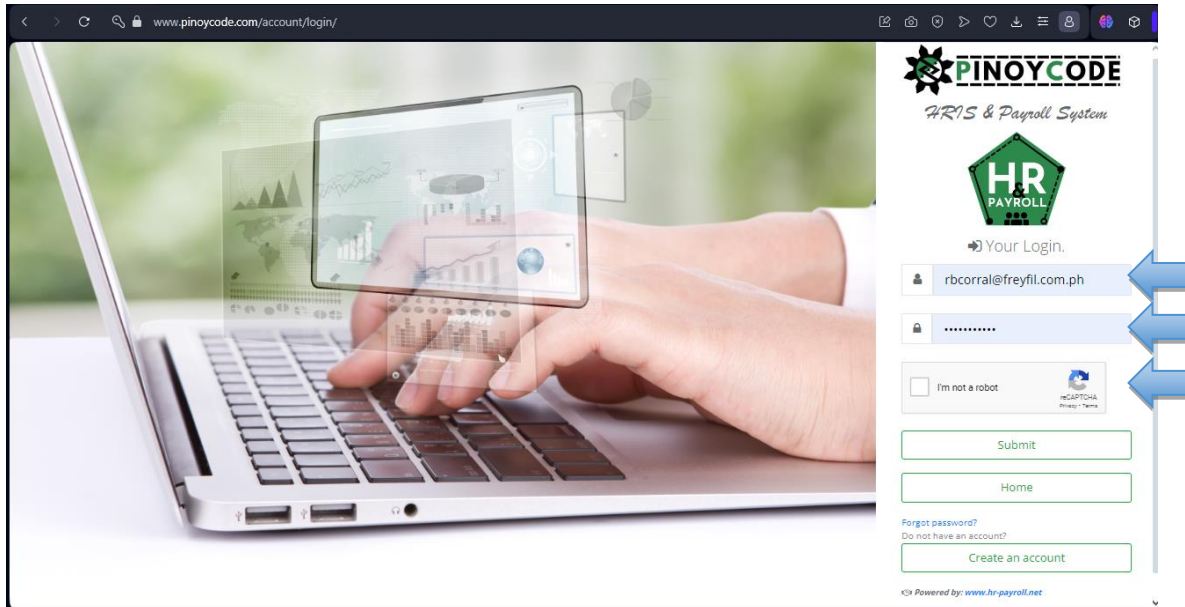 www.pinoycode.com/account/login/
PINOYCODE
HRIS & Payroll System
HR
&
PAYROLL
Your Login.
rbcorral@freyfil.com.ph
I'm not a robot
reCAPTCHA
Privacy - Terms
Submit
Home
Forgot password?
Do not have an account?
Create an account
Powered by: www.hr-payroll.net